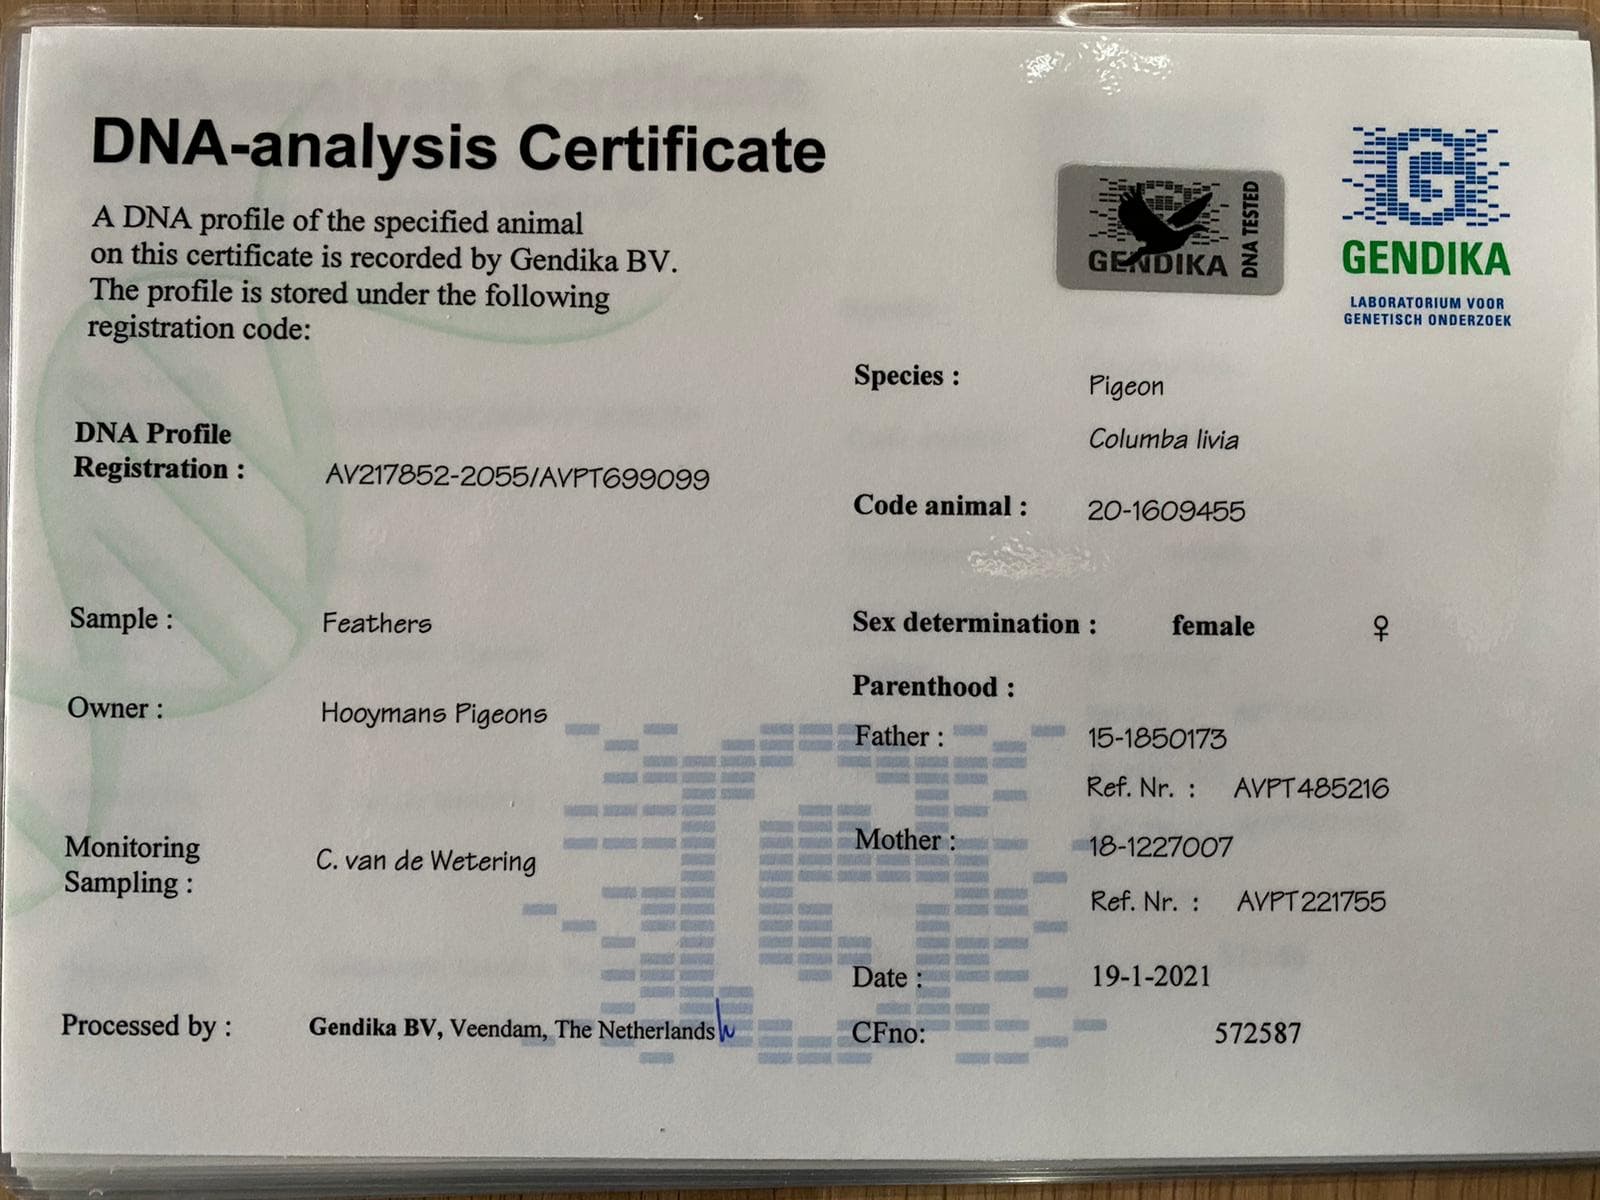 DNA-analysis Certificate
A DNA profile of the specified animal
on this certificate is recorded by Gendika BV.
The profile is stored under the following
registration code:
GENDIKA
DNA TESTED
G
GENDIKA
LABORATORIUM VOOR
GENETISCH ONDERZOEK
DNA Profile
Registration : AV217852-2055/AVPT699099
Sample : Feathers
Owner : Hooymans Pigeons
Monitoring
Sampling : C. van de Wetering
Processed by : Gendika BV, Veendam, The Netherlands
Species : Pigeon
Columba livia
Code animal : 20-1609455
Sex determination : female ♀
Parenthood :
Father : 15-1850173
Ref. Nr. : AVPT485216
Mother : 18-1227007
Ref. Nr. : AVPT221755
Date : 19-1-2021
CFno: 572587